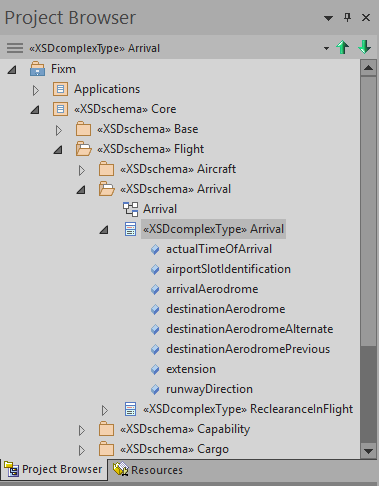 Project Browser
«XSDcomplexType» Arrival
Fixm
Applications
«XSDschema» Core
«XSDschema» Base
«XSDschema» Flight
«XSDschema» Aircraft
«XSDschema» Arrival
Arrival
«XSDcomplexType» Arrival
actualTimeOfArrival
airportSlotIdentification
arrivalAerodrome
destinationAerodrome
destinationAerodromeAlternate
destinationAerodromePrevious
extension
runwayDirection
«XSDcomplexType» ReclearanceInFlight
«XSDschema» Capability
«XSDschema» Cargo
Project Browser Resources